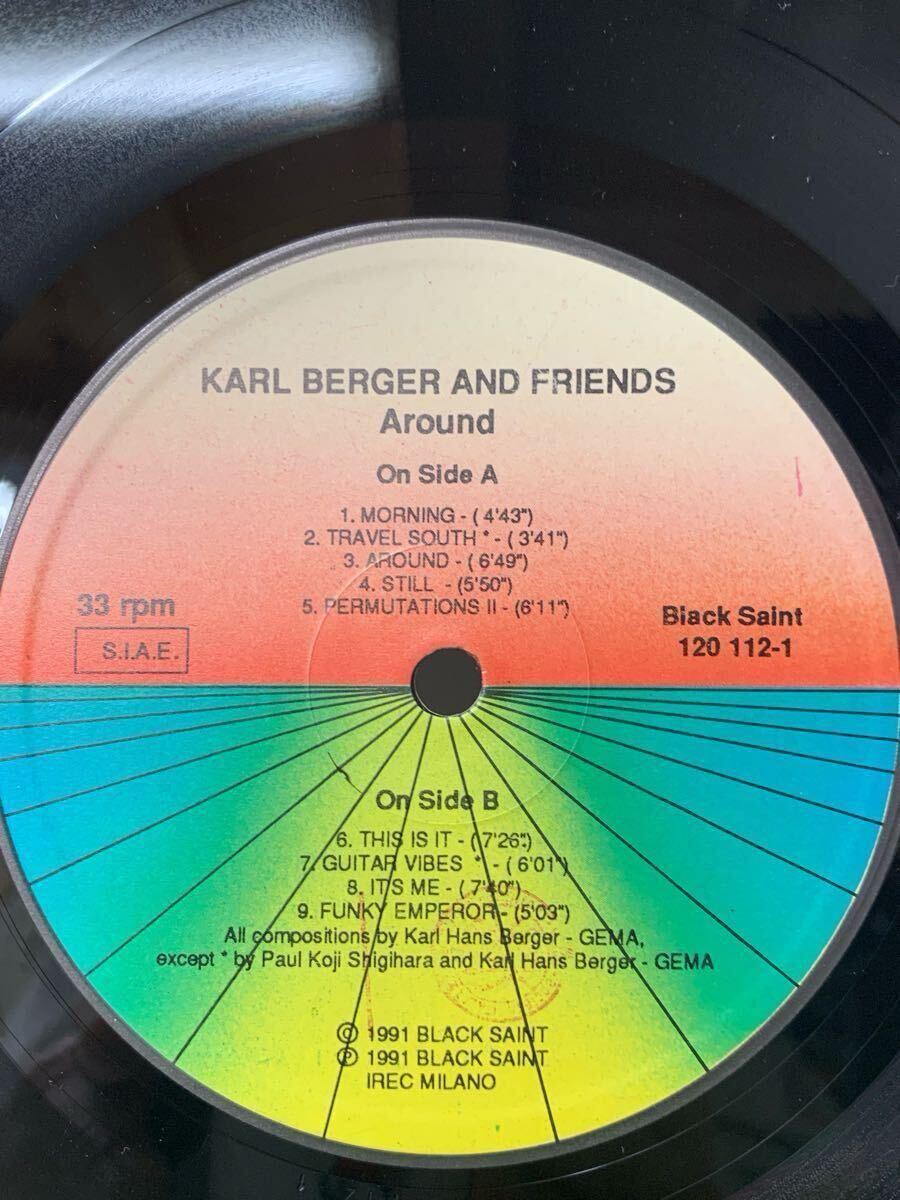 KARL BERGER AND FRIENDS
Around
On Side A
1. MORNING - ( 4'43")
2. TRAVEL SOUTH * - ( 3'41")
3. AROUND - ( 6'49")
4. STILL - (5'50")
5. PERMUTATIONS II - (6'11")
33 rpm
S.I.A.E.
Black Saint
120 112-1
On Side B
6. THIS IS IT - ( 7'26")
7. GUITAR VIBES * - ( 6'01")
8. IT'S ME - ( 7'40")
9. FUNKY EMPEROR - (5'03")
All compositions by Karl Hans Berger - GEMA,
except * by Paul Koji Shigihara and Karl Hans Berger - GEMA
© 1991 BLACK SAINT
℗ 1991 BLACK SAINT
IREC MILANO